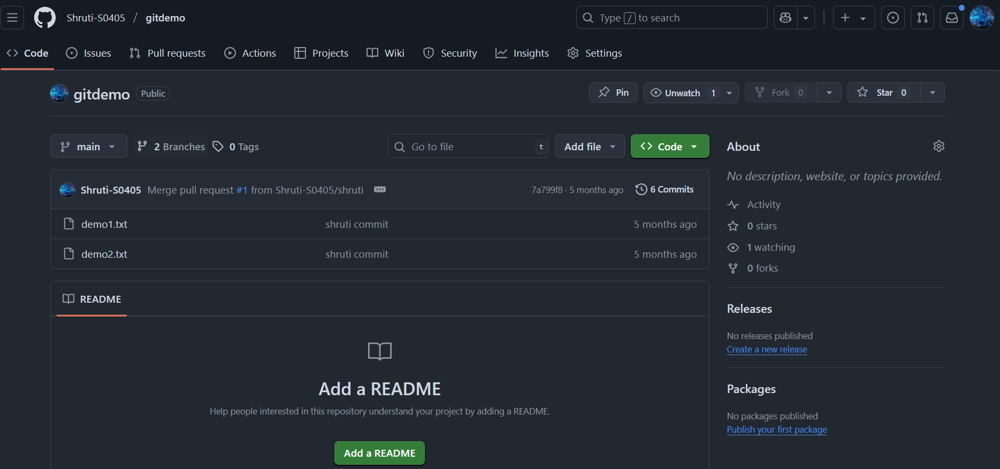 Shruti-S0405 / gitdemo
Type / to search
Code Issues Pull requests Actions Projects Wiki Security Insights Settings
gitdemo Public
Pin Unwatch 1 Fork 0 Star 0
main 2 Branches 0 Tags
Go to file t Add file Code
Shruti-S0405 Merge pull request #1 from Shruti-S0405/shruti
7a799f8 · 5 months ago 6 Commits
demo1.txt shruti commit 5 months ago
demo2.txt shruti commit 5 months ago
README
Add a README
Help people interested in this repository understand your project by adding a README.
Add a README
About
No description, website, or topics provided.
Activity
0 stars
1 watching
0 forks
Releases
No releases published
Create a new release
Packages
No packages published
Publish your first package